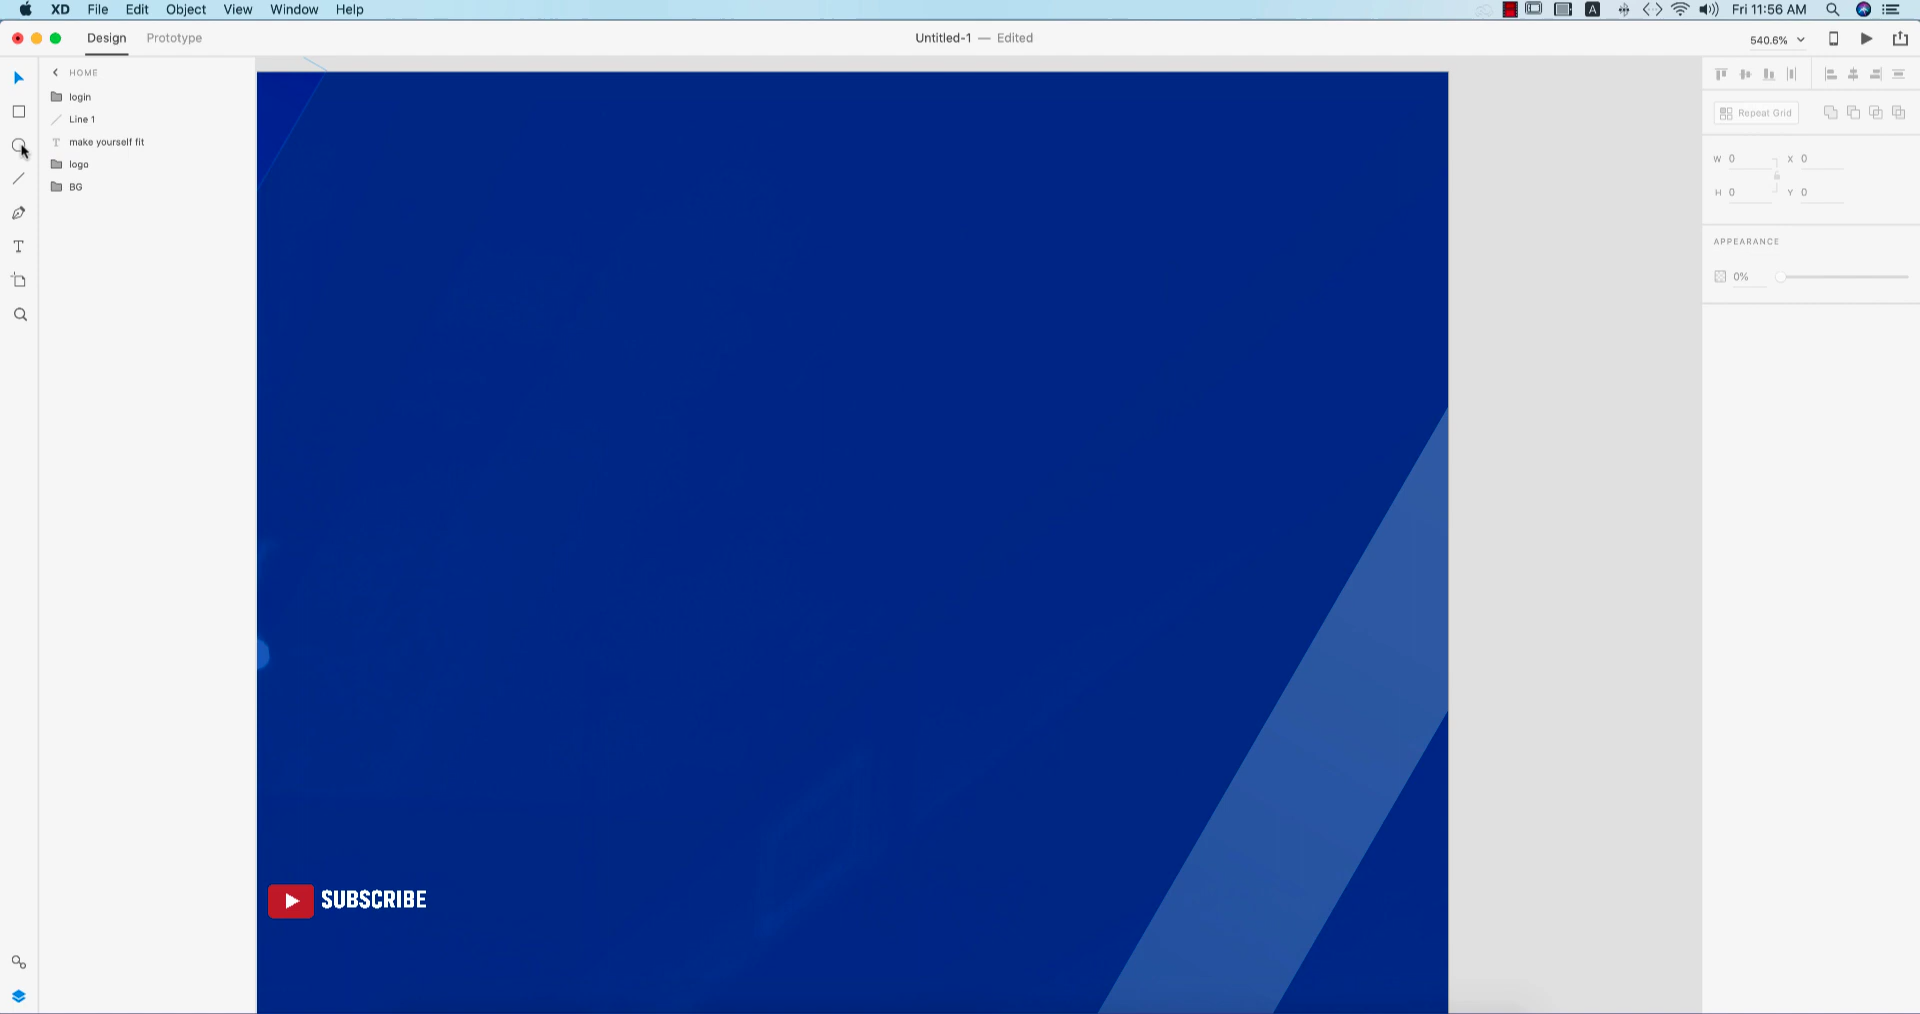 XD File Edit Object View Window Help
A Fri 11:56 AM
Design Prototype
Untitled-1 — Edited
540.6%
HOME
login
Line 1
T make yourself fit
logo
BG
T
Repeat Grid
W 0 X 0
H 0 Y 0
APPEARANCE
0%
SUBSCRIBE